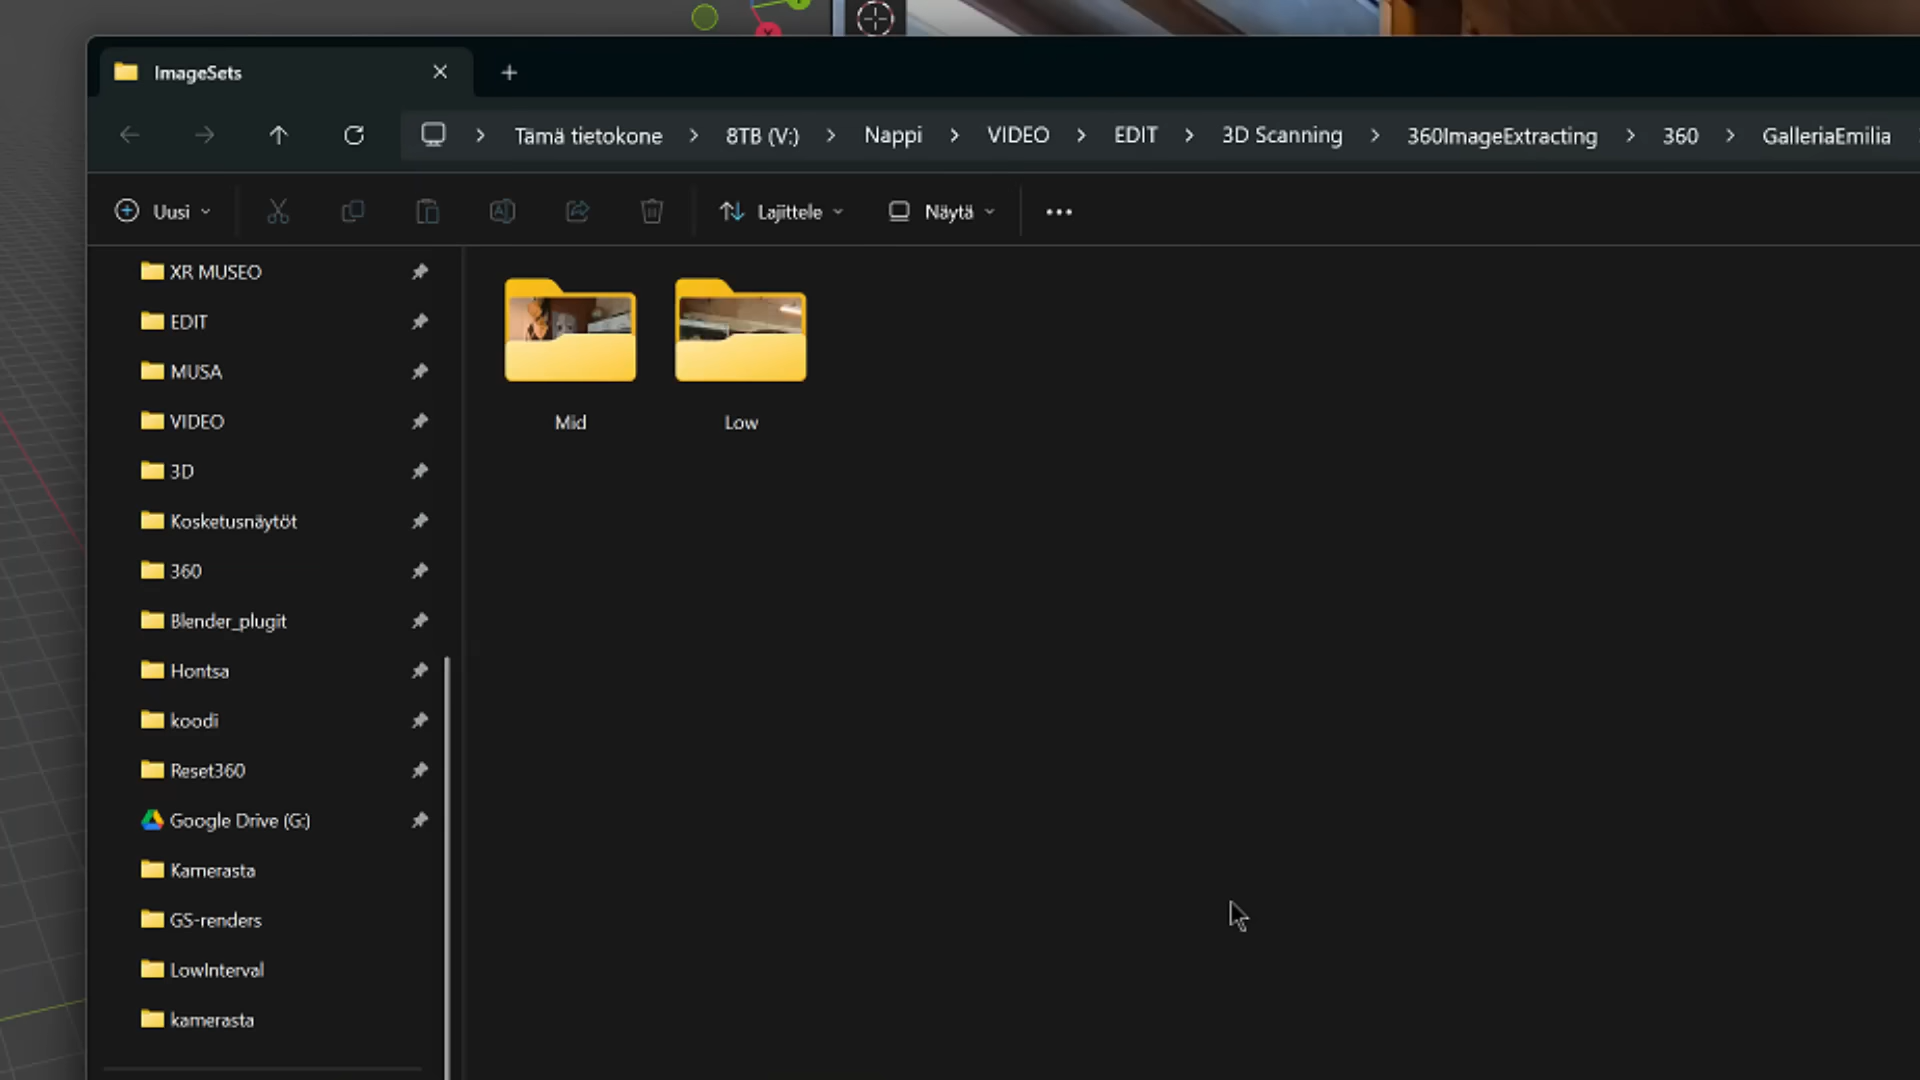 ImageSets
Tämä tietokone > 8TB (V:) > Nappi > VIDEO > EDIT > 3D Scanning > 360ImageExtracting > 360 > GalleriaEmilia
Uusi Lajittele Näytä
XR MUSEO
EDIT
MUSA
VIDEO
3D
Kosketusnäytöt
360
Blender_plugit
Hontsa
koodi
Reset360
Google Drive (G:)
Kamerasta
GS-renders
LowInterval
kamerasta
Mid
Low